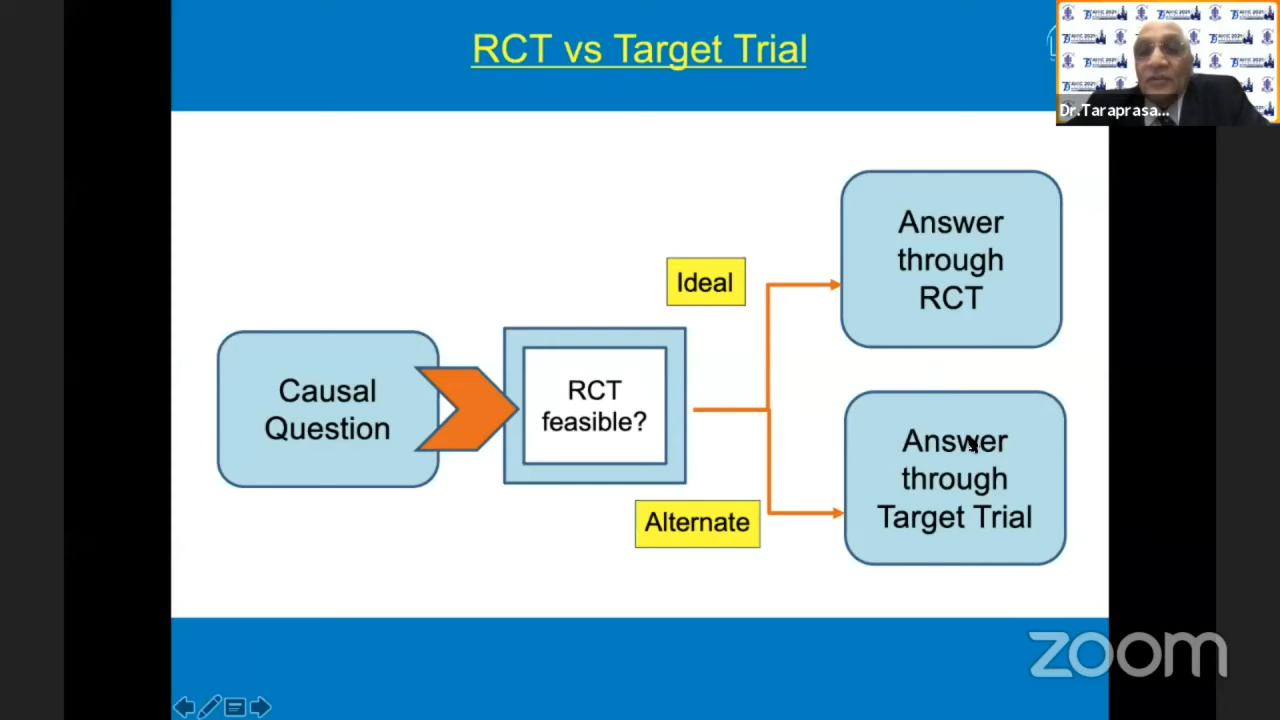 RCT vs Target Trial
Dr.Taraprasa...
Ideal
Answer
through
RCT
Causal
Question
RCT
feasible?
Alternate
Answer
through
Target Trial
zoom